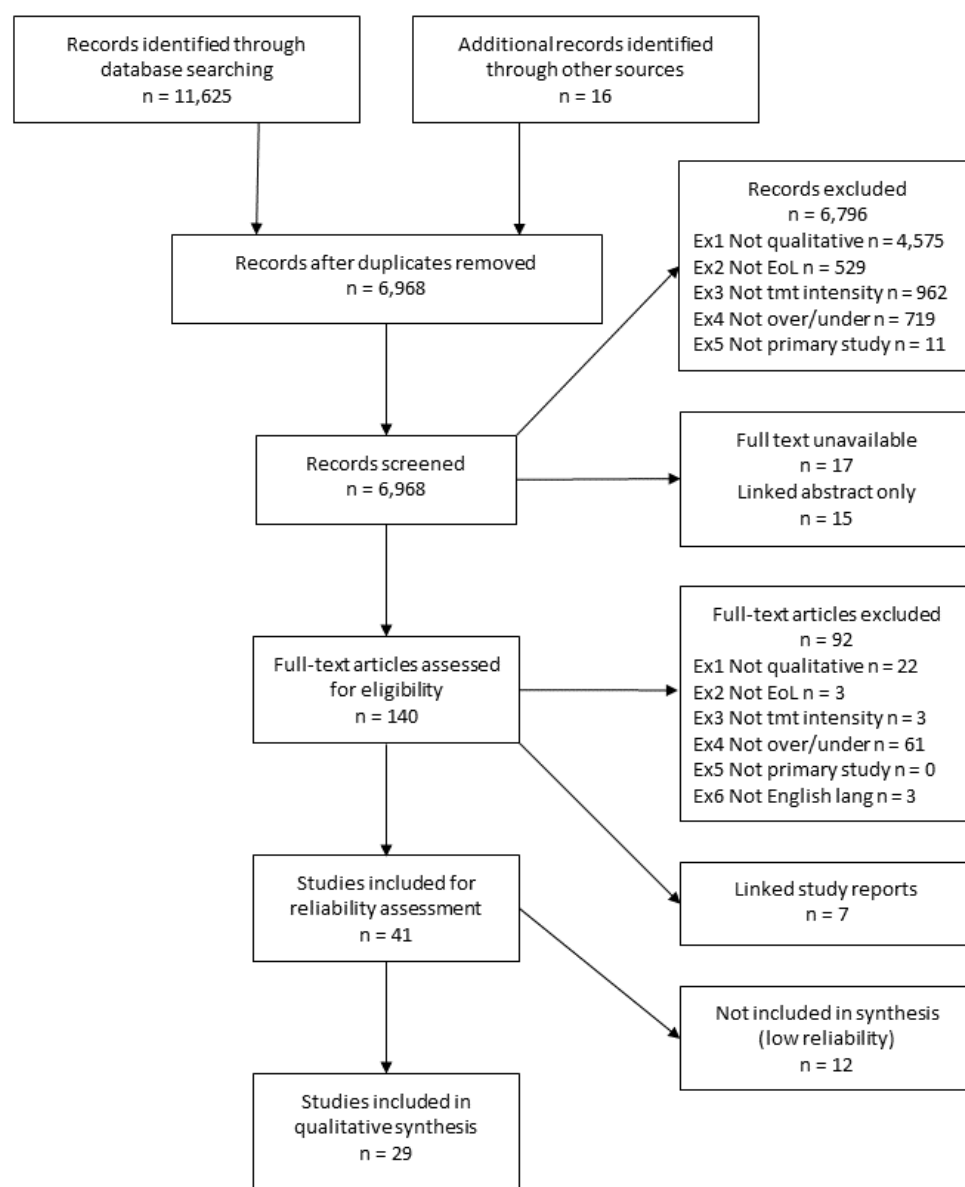 Records identified through
database searching
n = 11,625
Additional records identified
through other sources
n = 16
Records after duplicates removed
n = 6,968
Records excluded
n = 6,796
Ex1 Not qualitative n = 4,575
Ex2 Not EoL n = 529
Ex3 Not tmt intensity n = 962
Ex4 Not over/under n = 719
Ex5 Not primary study n = 11
Records screened
n = 6,968
Full text unavailable
n = 17
Linked abstract only
n = 15
Full-text articles assessed
for eligibility
n = 140
Full-text articles excluded
n = 92
Ex1 Not qualitative n = 22
Ex2 Not EoL n = 3
Ex3 Not tmt intensity n = 3
Ex4 Not over/under n = 61
Ex5 Not primary study n = 0
Ex6 Not English lang n = 3
Studies included for
reliability assessment
n = 41
Linked study reports
n = 7
Not included in synthesis
(low reliability)
n = 12
Studies included in
qualitative synthesis
n = 29